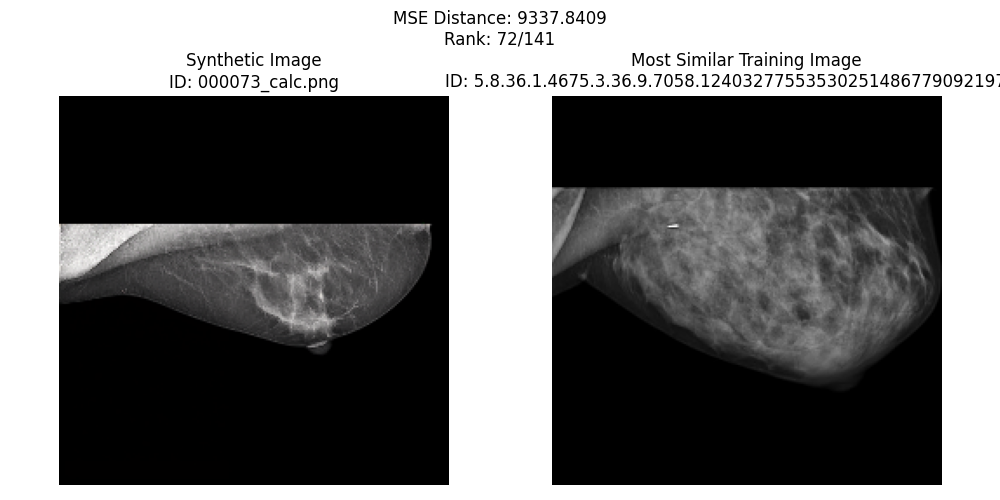 MSE Distance: 9337.8409
Rank: 72/141
Synthetic Image
ID: 000073_calc.png
Most Similar Training Image
ID: 5.8.36.1.4675.3.36.9.7058.12403277553530251486779092197